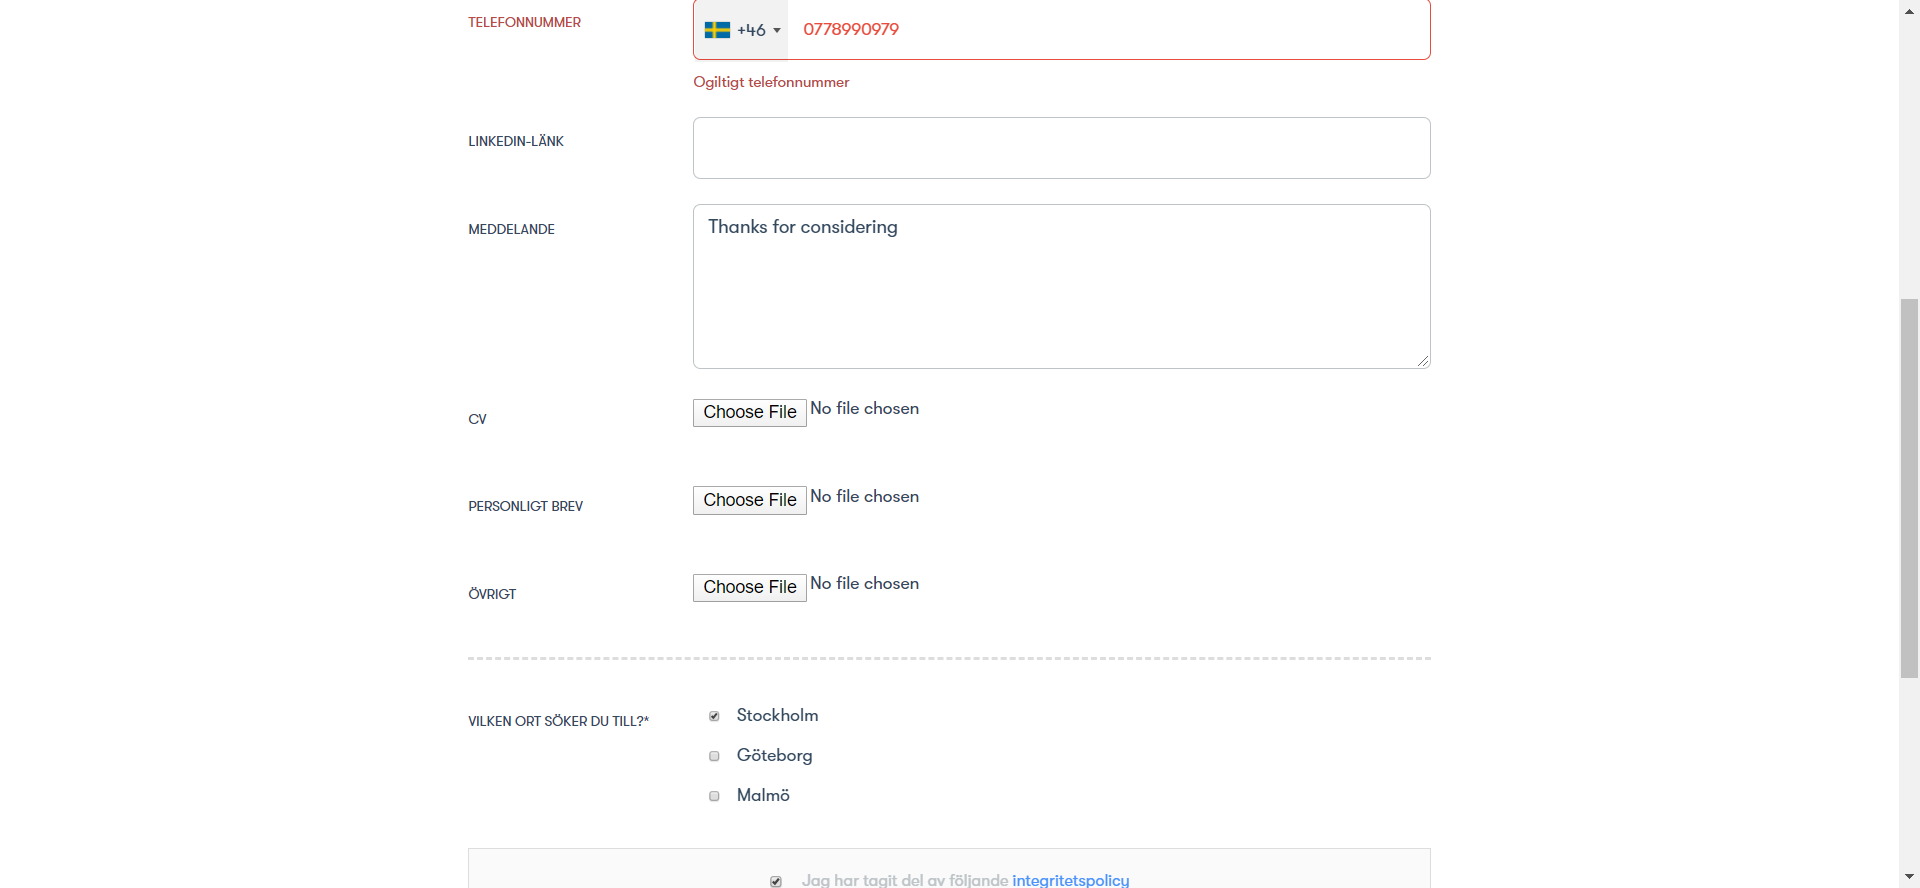 TELEFONNUMMER
+46
0778990979
Ogiltigt telefonnummer
LINKEDIN-LÄNK
MEDDELANDE
Thanks for considering
CV
Choose File No file chosen
PERSONLIGT BREV
Choose File No file chosen
ÖVRIGT
Choose File No file chosen
VILKEN ORT SÖKER DU TILL?*
Stockholm
Göteborg
Malmö
Jag har tagit del av följande integritetspolicy